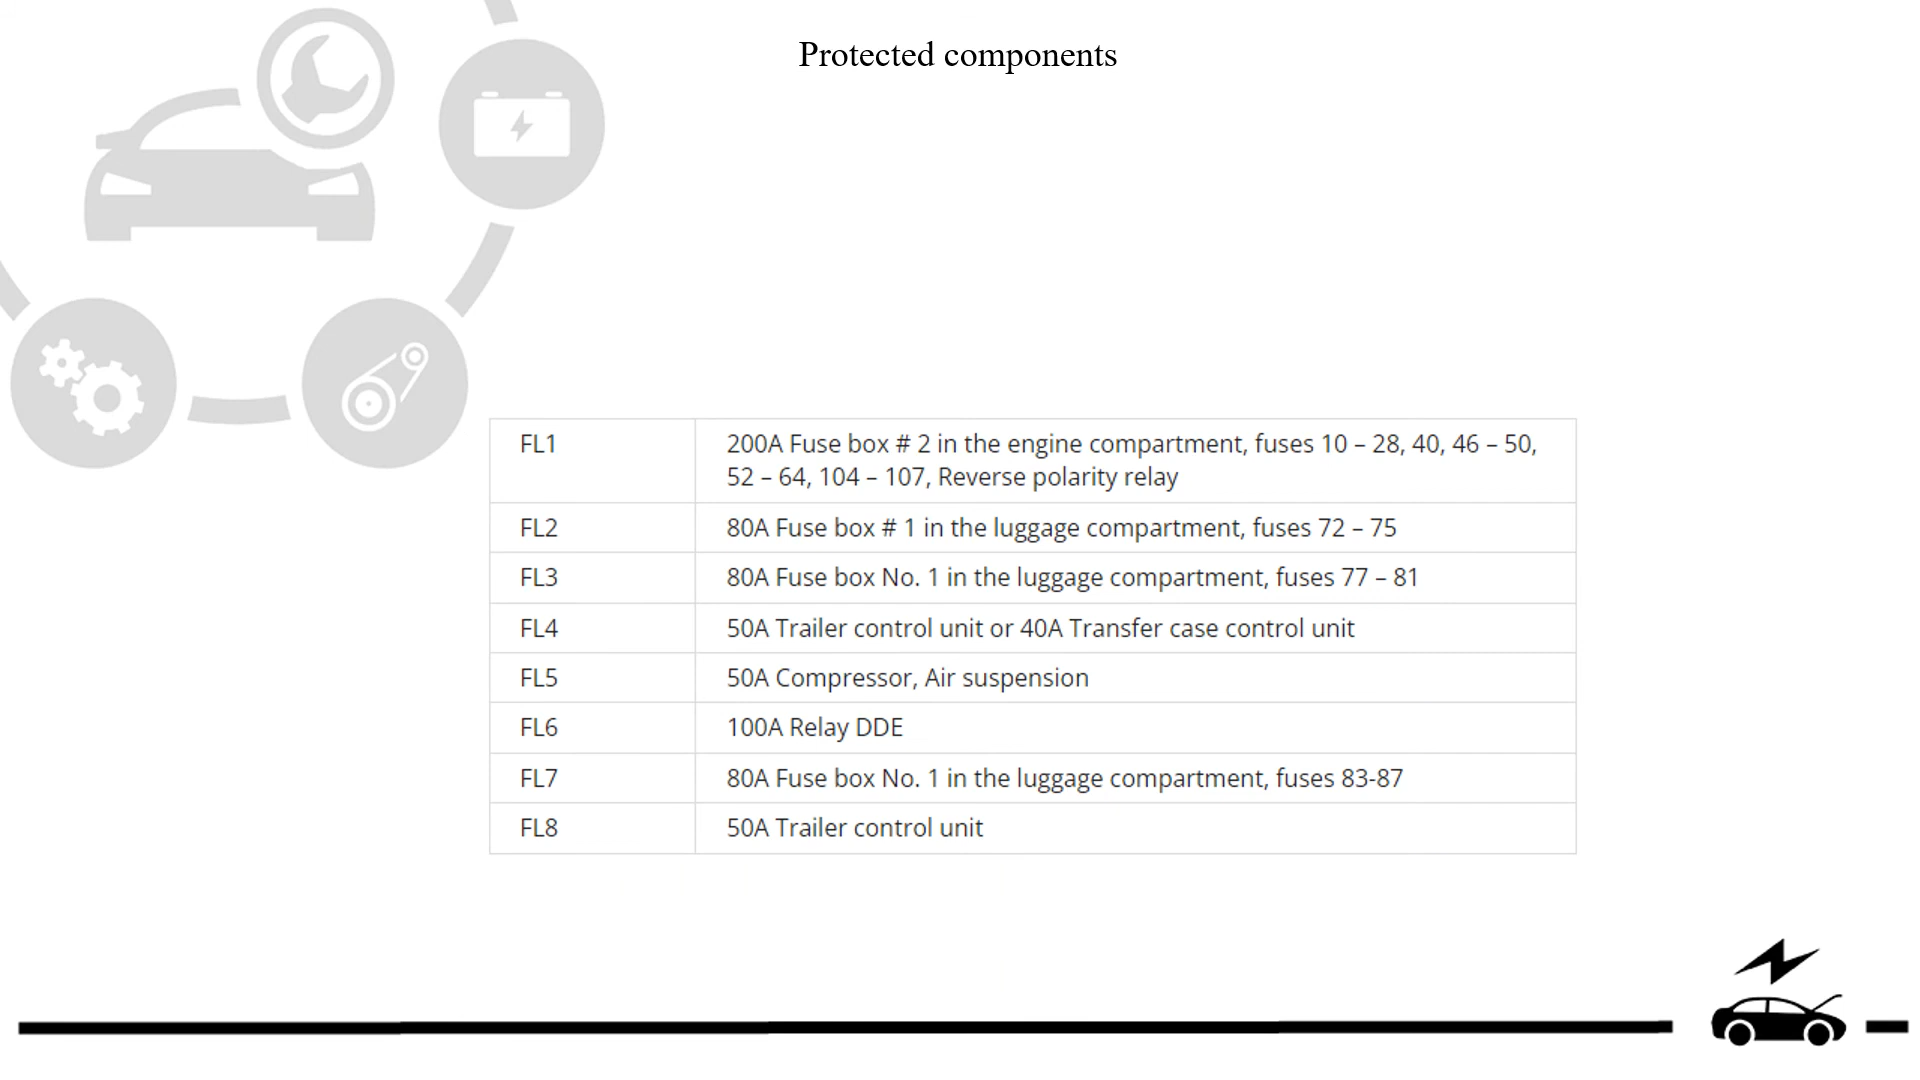 Protected components
FL1 200A Fuse box # 2 in the engine compartment, fuses 10 – 28, 40, 46 – 50,
52 – 64, 104 – 107, Reverse polarity relay
FL2 80A Fuse box # 1 in the luggage compartment, fuses 72 – 75
FL3 80A Fuse box No. 1 in the luggage compartment, fuses 77 – 81
FL4 50A Trailer control unit or 40A Transfer case control unit
FL5 50A Compressor, Air suspension
FL6 100A Relay DDE
FL7 80A Fuse box No. 1 in the luggage compartment, fuses 83-87
FL8 50A Trailer control unit